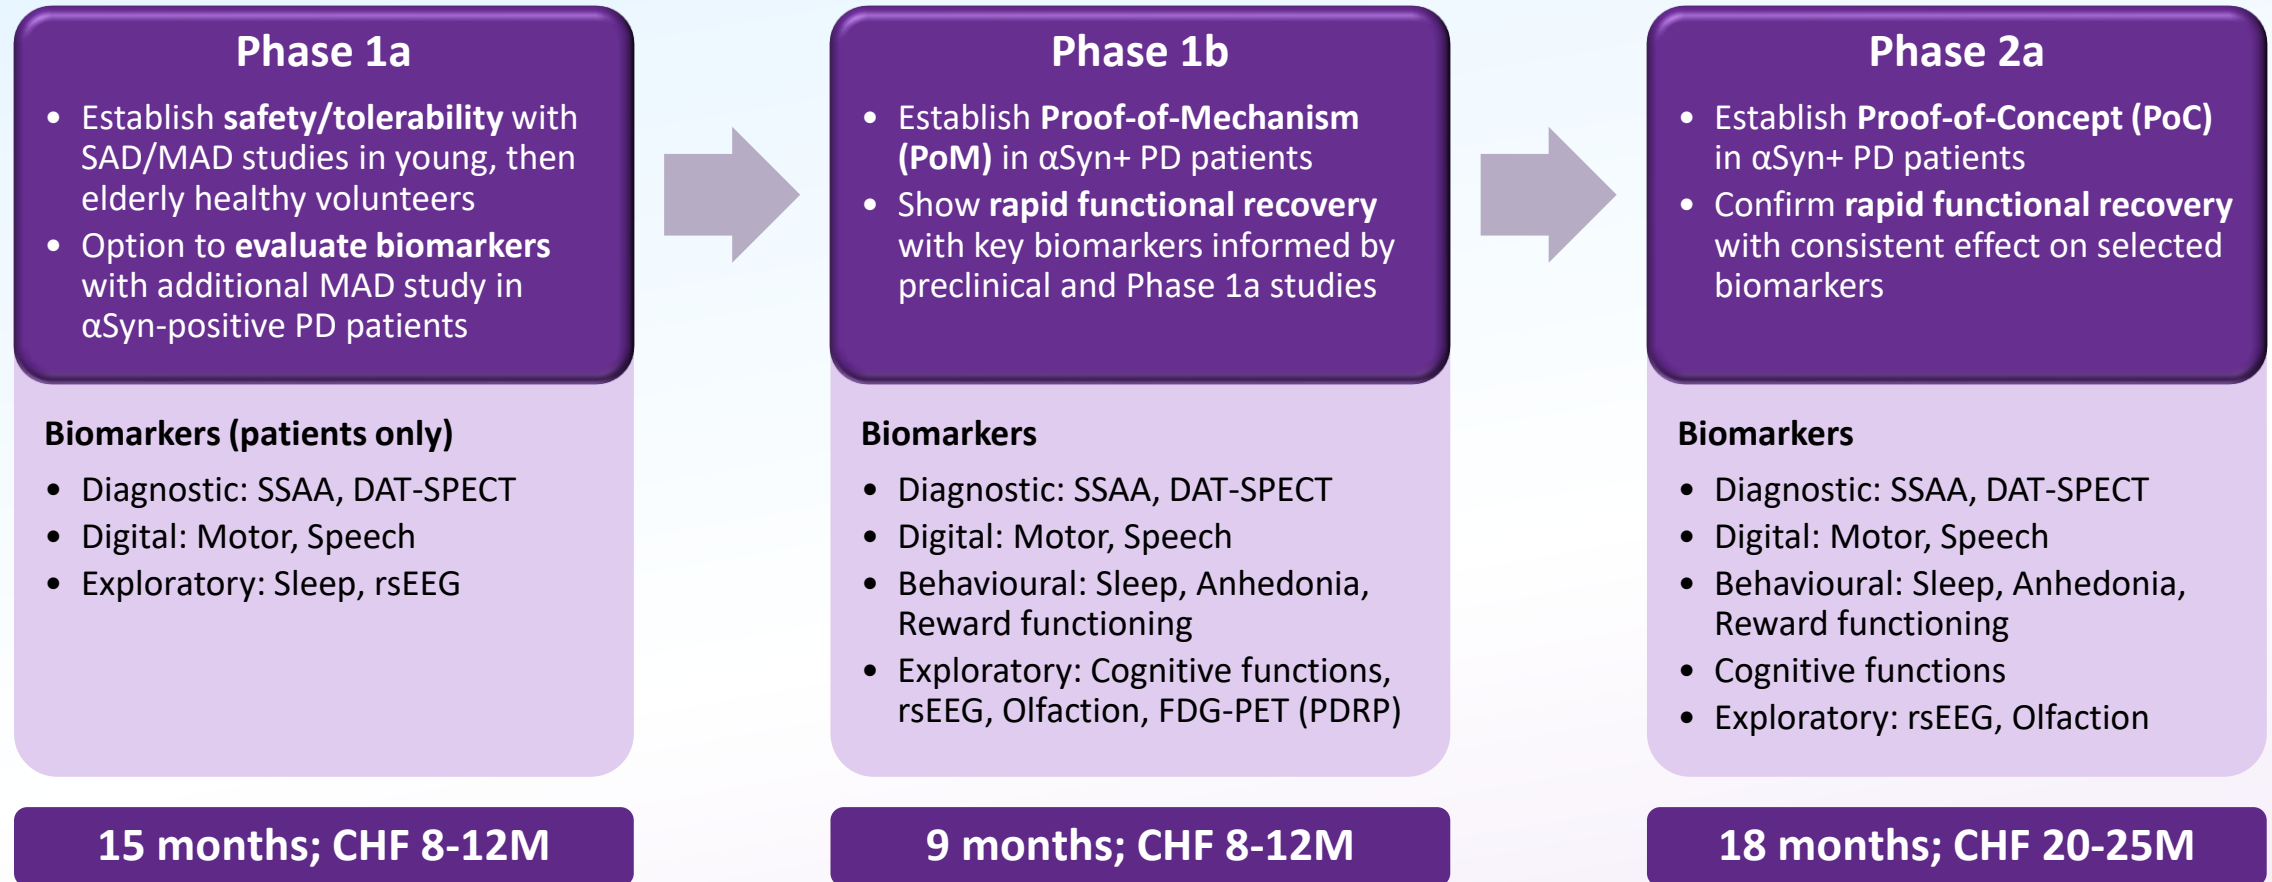 Phase 1a
• Establish safety/tolerability with
SAD/MAD studies in young, then
elderly healthy volunteers
• Option to evaluate biomarkers
with additional MAD study in
αSyn-positive PD patients
Biomarkers (patients only)
• Diagnostic: SSAA, DAT-SPECT
• Digital: Motor, Speech
• Exploratory: Sleep, rsEEG
15 months; CHF 8-12M
Phase 1b
• Establish Proof-of-Mechanism
(PoM) in αSyn+ PD patients
• Show rapid functional recovery
with key biomarkers informed by
preclinical and Phase 1a studies
Biomarkers
• Diagnostic: SSAA, DAT-SPECT
• Digital: Motor, Speech
• Behavioural: Sleep, Anhedonia,
Reward functioning
• Exploratory: Cognitive functions,
rsEEG, Olfaction, FDG-PET (PDRP)
9 months; CHF 8-12M
Phase 2a
• Establish Proof-of-Concept (PoC)
in αSyn+ PD patients
• Confirm rapid functional recovery
with consistent effect on selected
biomarkers
Biomarkers
• Diagnostic: SSAA, DAT-SPECT
• Digital: Motor, Speech
• Behavioural: Sleep, Anhedonia,
Reward functioning
• Cognitive functions
• Exploratory: rsEEG, Olfaction
18 months; CHF 20-25M